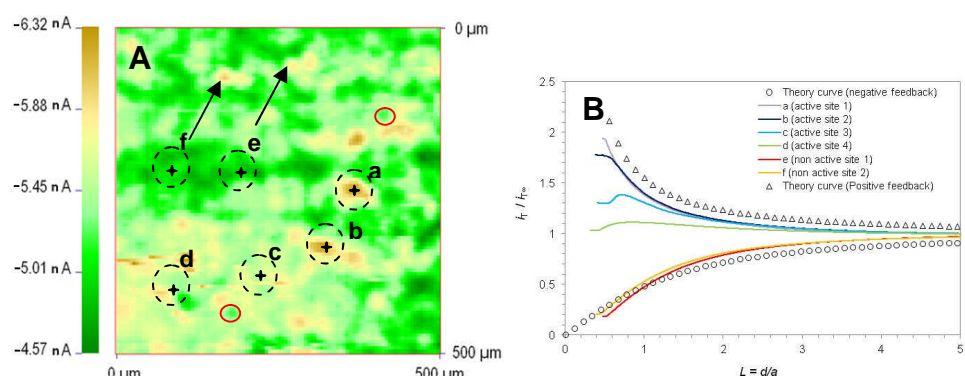 −6.32 nA
−5.88 nA
−5.45 nA
−5.01 nA
−4.57 nA
A
f
e
a
b
c
d
0 µm
500 µm
0 µm
500 µm
B
2.5
2
1.5
1
0.5
0
iT / iT∞
Theory curve (negative feedback)
a (active site 1)
b (active site 2)
c (active site 3)
d (active site 4)
e (non active site 1)
f (non active site 2)
Theory curve (Positive feedback)
0 1 2 3 4 5
L = d/a